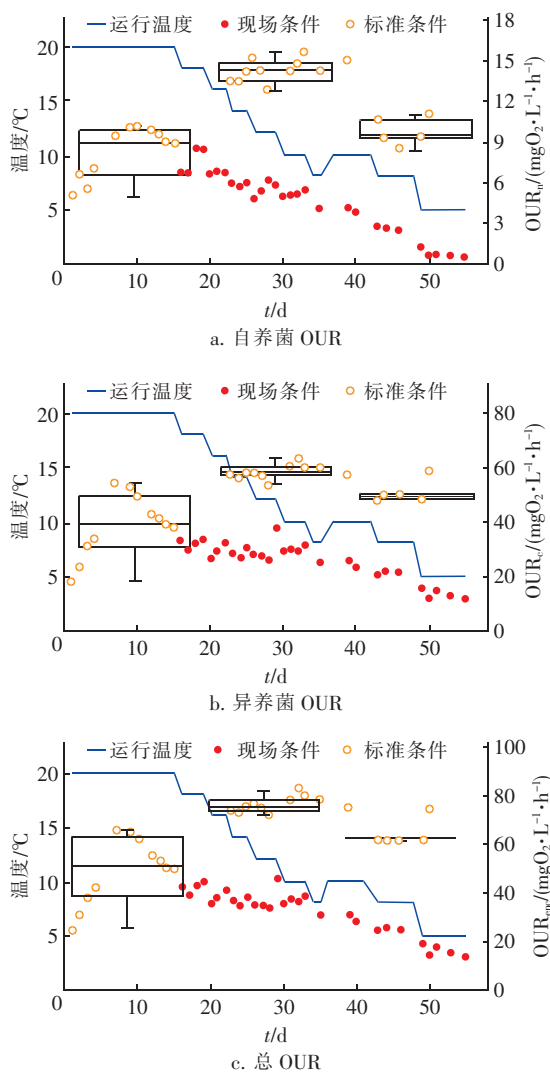 运行温度 现场条件 标准条件
20 15 10 5 0
温度/℃
18 15 12 9 6 3 0
OURn/(mgO₂·L⁻¹·h⁻¹)
0 10 20 30 40 50
t/d
a. 自养菌 OUR
运行温度 现场条件 标准条件
20 15 10 5 0
温度/℃
80 60 40 20 0
OURc/(mgO₂·L⁻¹·h⁻¹)
0 10 20 30 40 50
t/d
b. 异养菌 OUR
运行温度 现场条件 标准条件
20 15 10 5 0
温度/℃
100 80 60 40 20 0
/(mgO₂·L⁻¹·h⁻¹)
0 10 20 30 40 50
t/d
c. 总 OUR